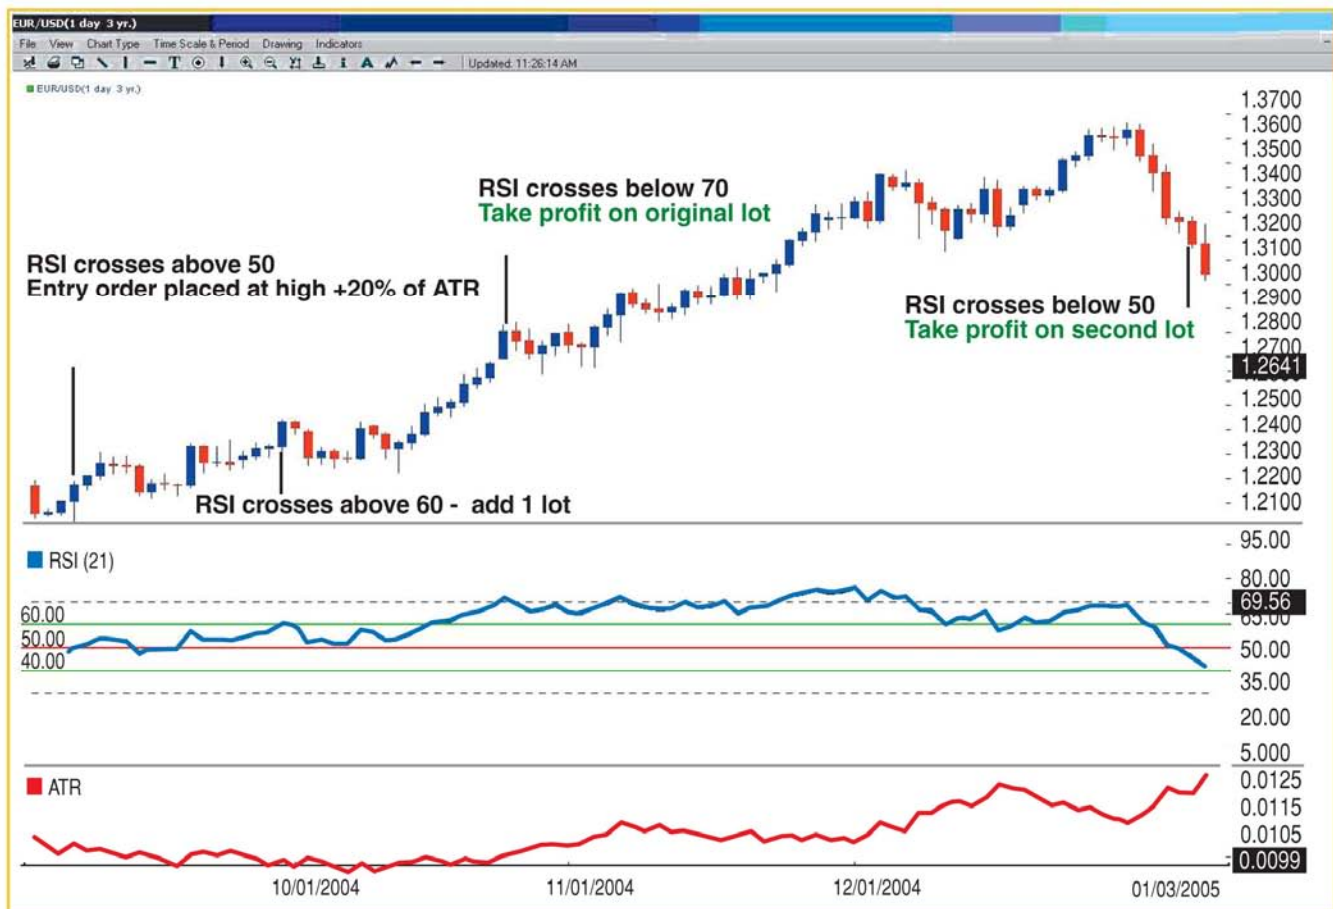 EUR/USD(1 day 3 yr.)
File View Chart Type Time Scale & Period Drawing Indicators
T i A Updated: 11:26:14 AM
EUR/USD(1 day 3 yr.)
1.3700
1.3600
1.3500
1.3400
1.3300
1.3200
1.3100
1.3000
1.2900
1.2800
1.2700
1.2641
1.2500
1.2400
1.2300
1.2200
1.2100
RSI crosses below 70
Take profit on original lot
RSI crosses above 50
Entry order placed at high +20% of ATR
RSI crosses below 50
Take profit on second lot
RSI crosses above 60 - add 1 lot
RSI (21)
95.00
80.00
69.56
65.00
50.00
35.00
20.00
5.000
60.00
50.00
40.00
ATR
0.0125
0.0115
0.0105
0.0099
10/01/2004 11/01/2004 12/01/2004 01/03/2005